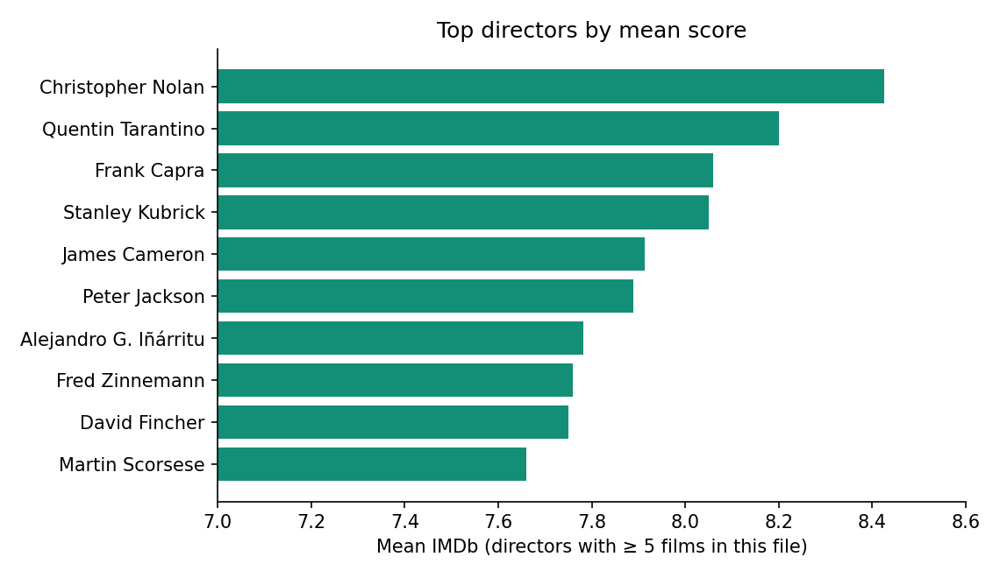 Top directors by mean score
Christopher Nolan
Quentin Tarantino
Frank Capra
Stanley Kubrick
James Cameron
Peter Jackson
Alejandro G. Iñárritu
Fred Zinnemann
David Fincher
Martin Scorsese
7.0 7.2 7.4 7.6 7.8 8.0 8.2 8.4 8.6
Mean IMDb (directors with ≥ 5 films in this file)